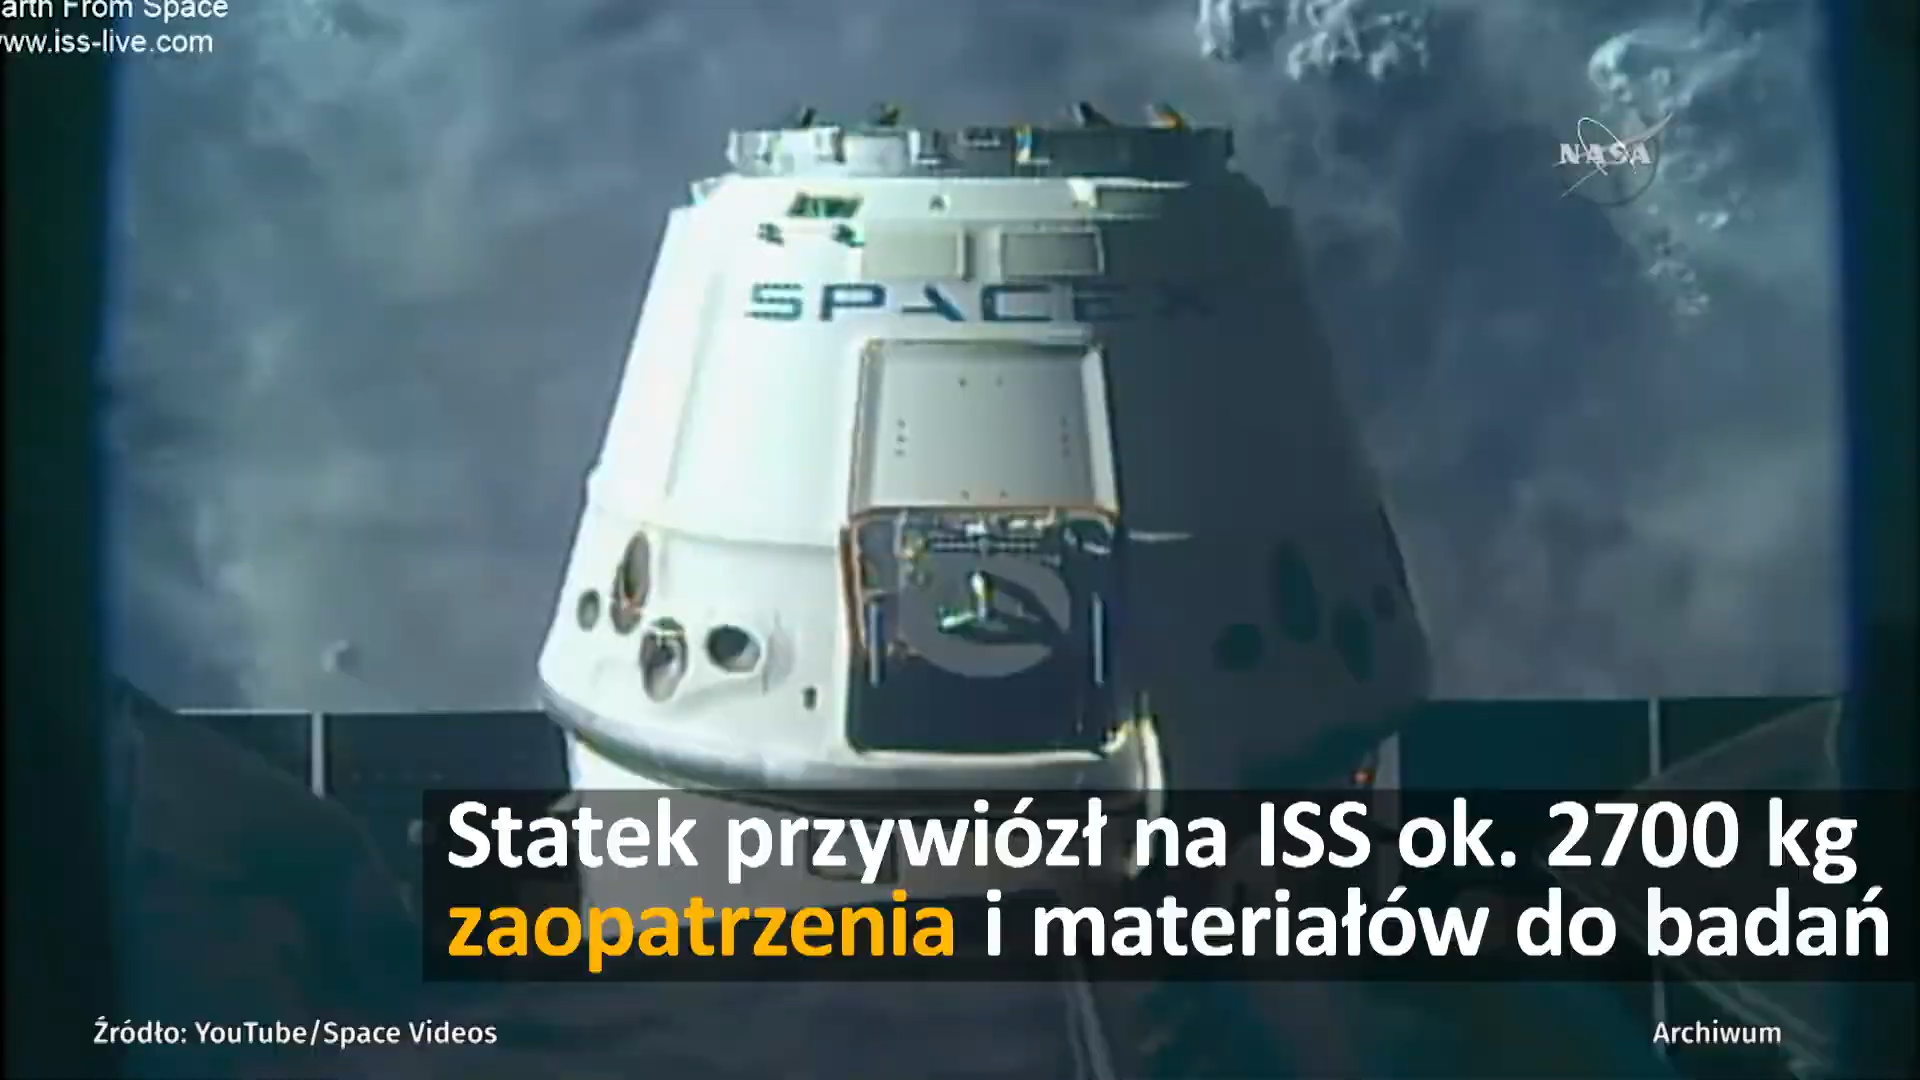 arth From Space
www.iss-live.com
NASA
SPACEX
Statek przywiózł na ISS ok. 2700 kg
zaopatrzenia i materiałów do badań
Źródło: YouTube/Space Videos
Archiwum